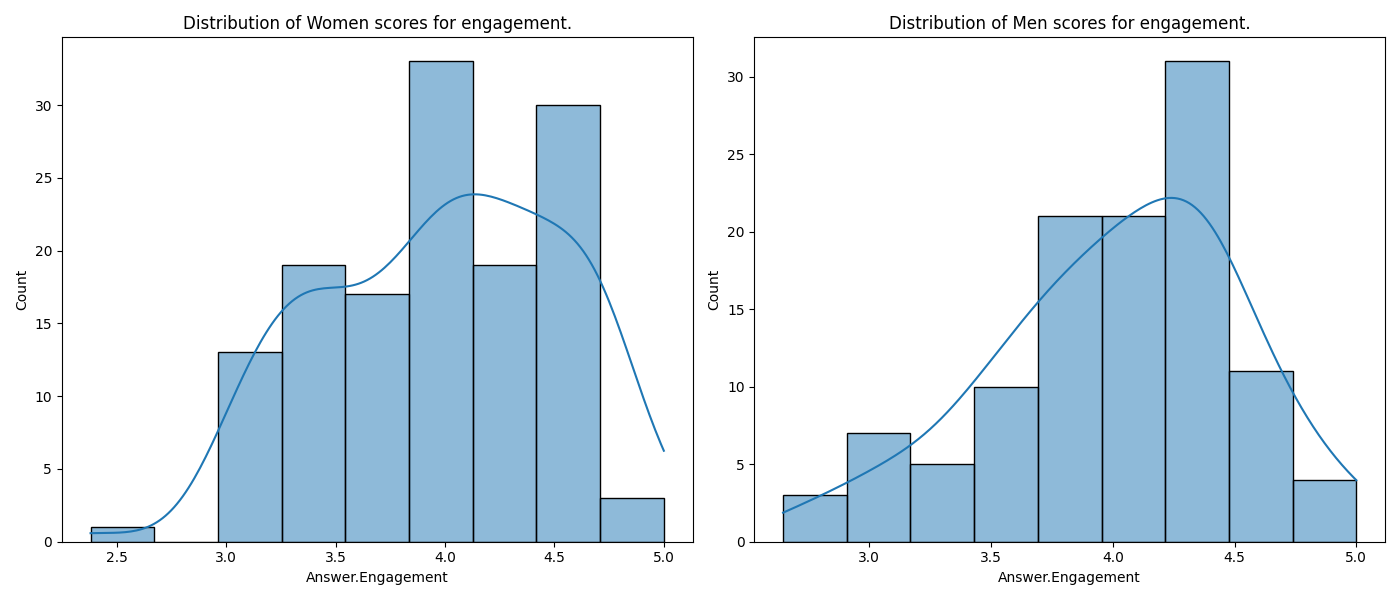 Distribution of Women scores for engagement.
Count
30
25
20
15
10
5
0
2.5 3.0 3.5 4.0 4.5 5.0
Answer.Engagement
Distribution of Men scores for engagement.
Count
30
25
20
15
10
5
0
3.0 3.5 4.0 4.5 5.0
Answer.Engagement